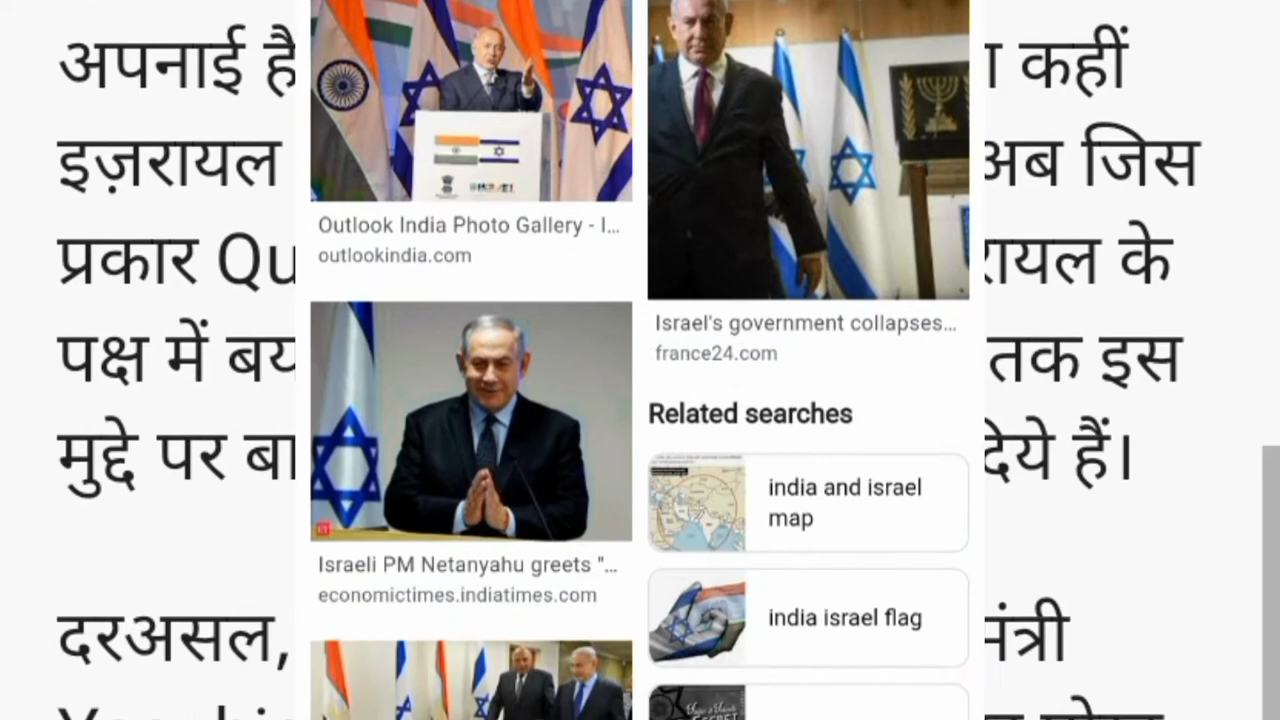 अपनाई है
इज़रायल
प्रकार Qu
पक्ष में बय
मुद्दे पर बा
दरअसल,
Outlook India Photo Gallery - I...
outlookindia.com
Israeli PM Netanyahu greets "...
economictimes.indiatimes.com
Israel's government collapses...
france24.com
Related searches
india and israel
map
india israel flag
कहीं
अब जिस
रायल के
तक इस
दिये हैं।
मंत्री